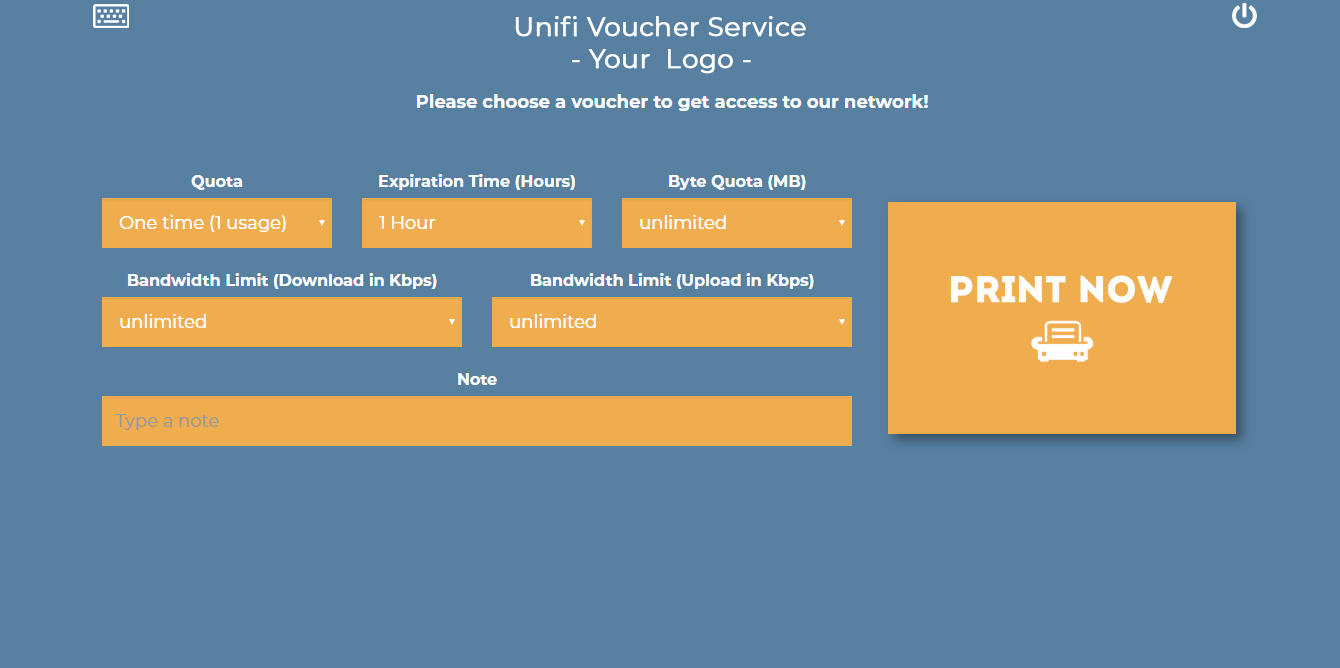 Unifi Voucher Service
- Your Logo -
Please choose a voucher to get access to our network!
Quota
Expiration Time (Hours)
Byte Quota (MB)
One time (1 usage)
1 Hour
unlimited
Bandwidth Limit (Download in Kbps)
Bandwidth Limit (Upload in Kbps)
unlimited
unlimited
Note
Type a note
PRINT NOW